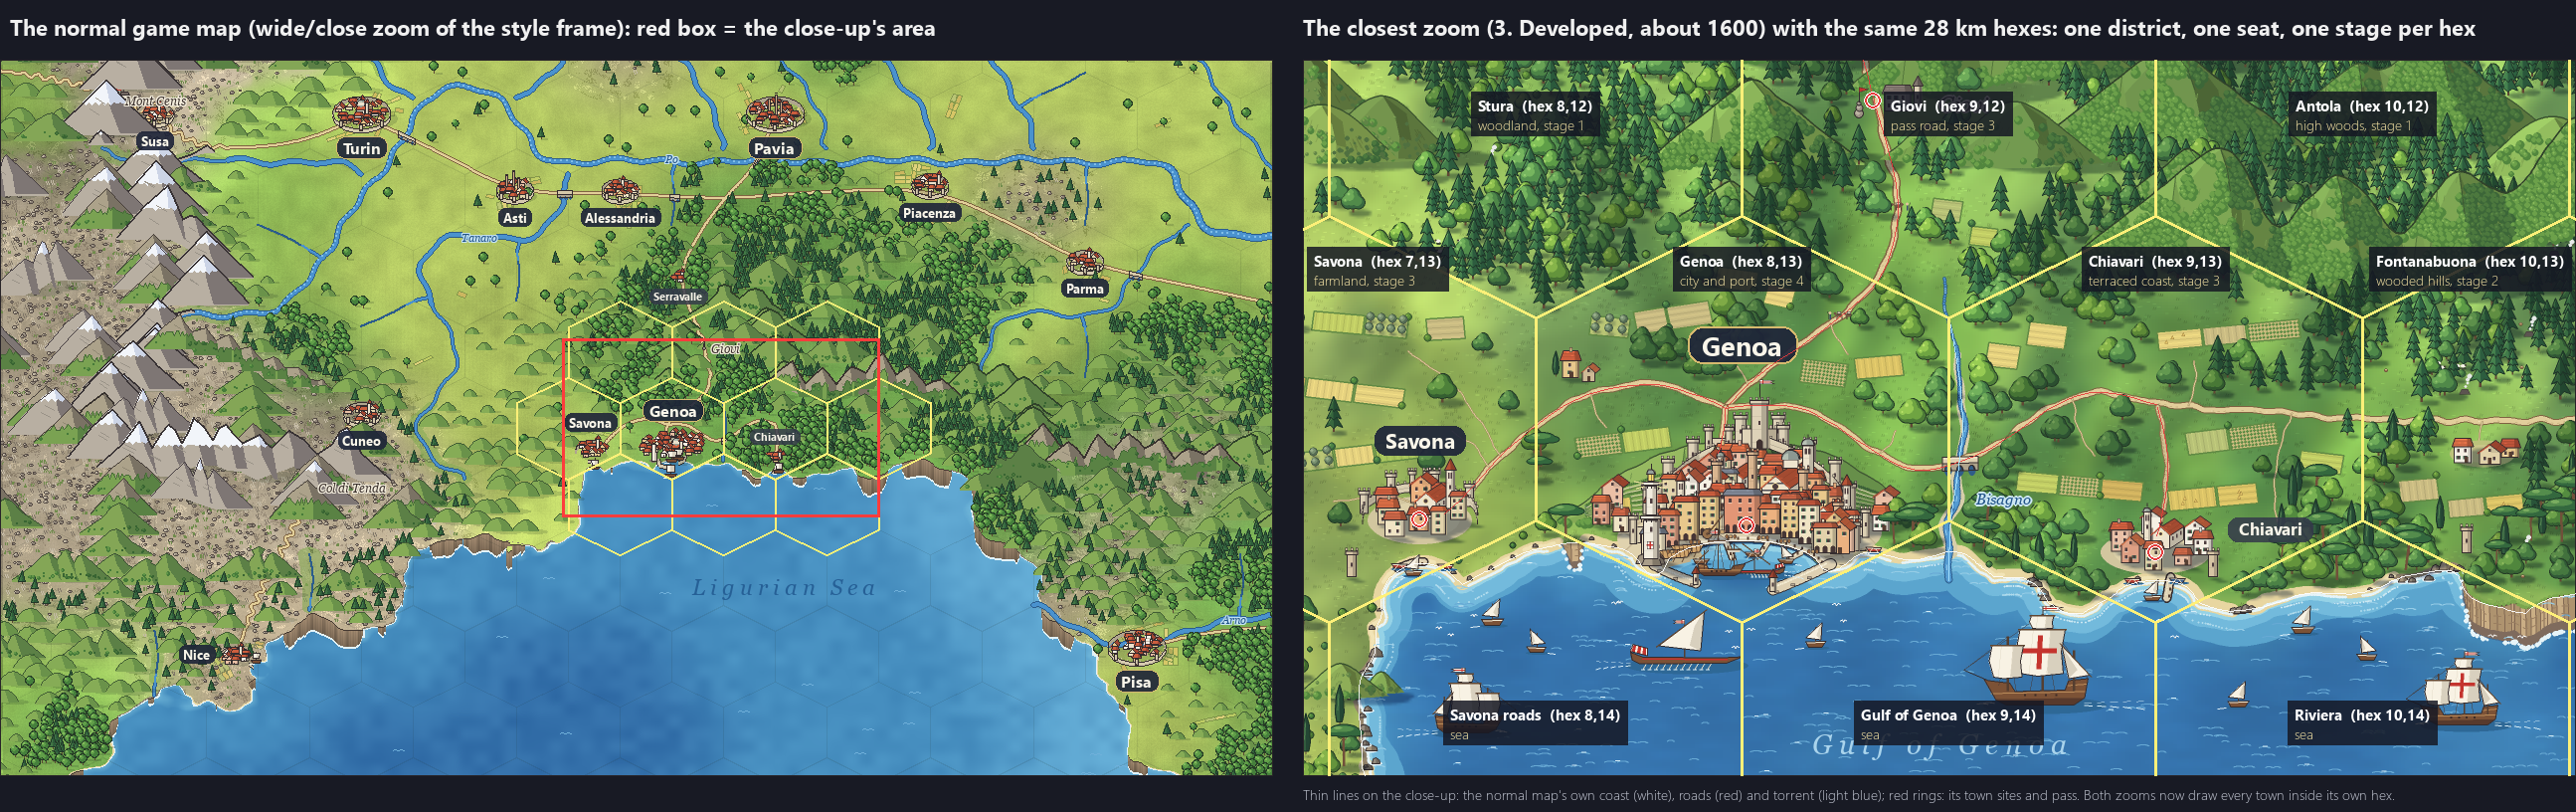 The normal game map (wide/close zoom of the style frame): red box = the close-up's area
Mont Cenis
Susa
Turin
Pavia
Po
Asti
Alessandria
Piacenza
Tanaro
Parma
Serravalle
Giovi
Savona
Genoa
Chiavari
Cuneo
Col di Tenda
Ligurian Sea
Arno
Nice
Pisa
The closest zoom (3. Developed, about 1600) with the same 28 km hexes: one district, one seat, one stage per hex
Stura (hex 8,12)
woodland, stage 1
Giovi (hex 9,12)
pass road, stage 3
Antola (hex 10,12)
high woods, stage 1
Savona (hex 7,13)
farmland, stage 3
Genoa (hex 8,13)
city and port, stage 4
Chiavari (hex 9,13)
terraced coast, stage 3
Fontanabuona (hex 10,13)
wooded hills, stage 2
Genoa
Savona
Bisagno
Chiavari
Savona roads (hex 8,14)
sea
Gulf of Genoa (hex 9,14)
sea
Riviera (hex 10,14)
sea
Gulf of Genoa
Thin lines on the close-up: the normal map's own coast (white), roads (red) and torrent (light blue); red rings: its town sites and pass. Both zooms now draw every town inside its own hex.